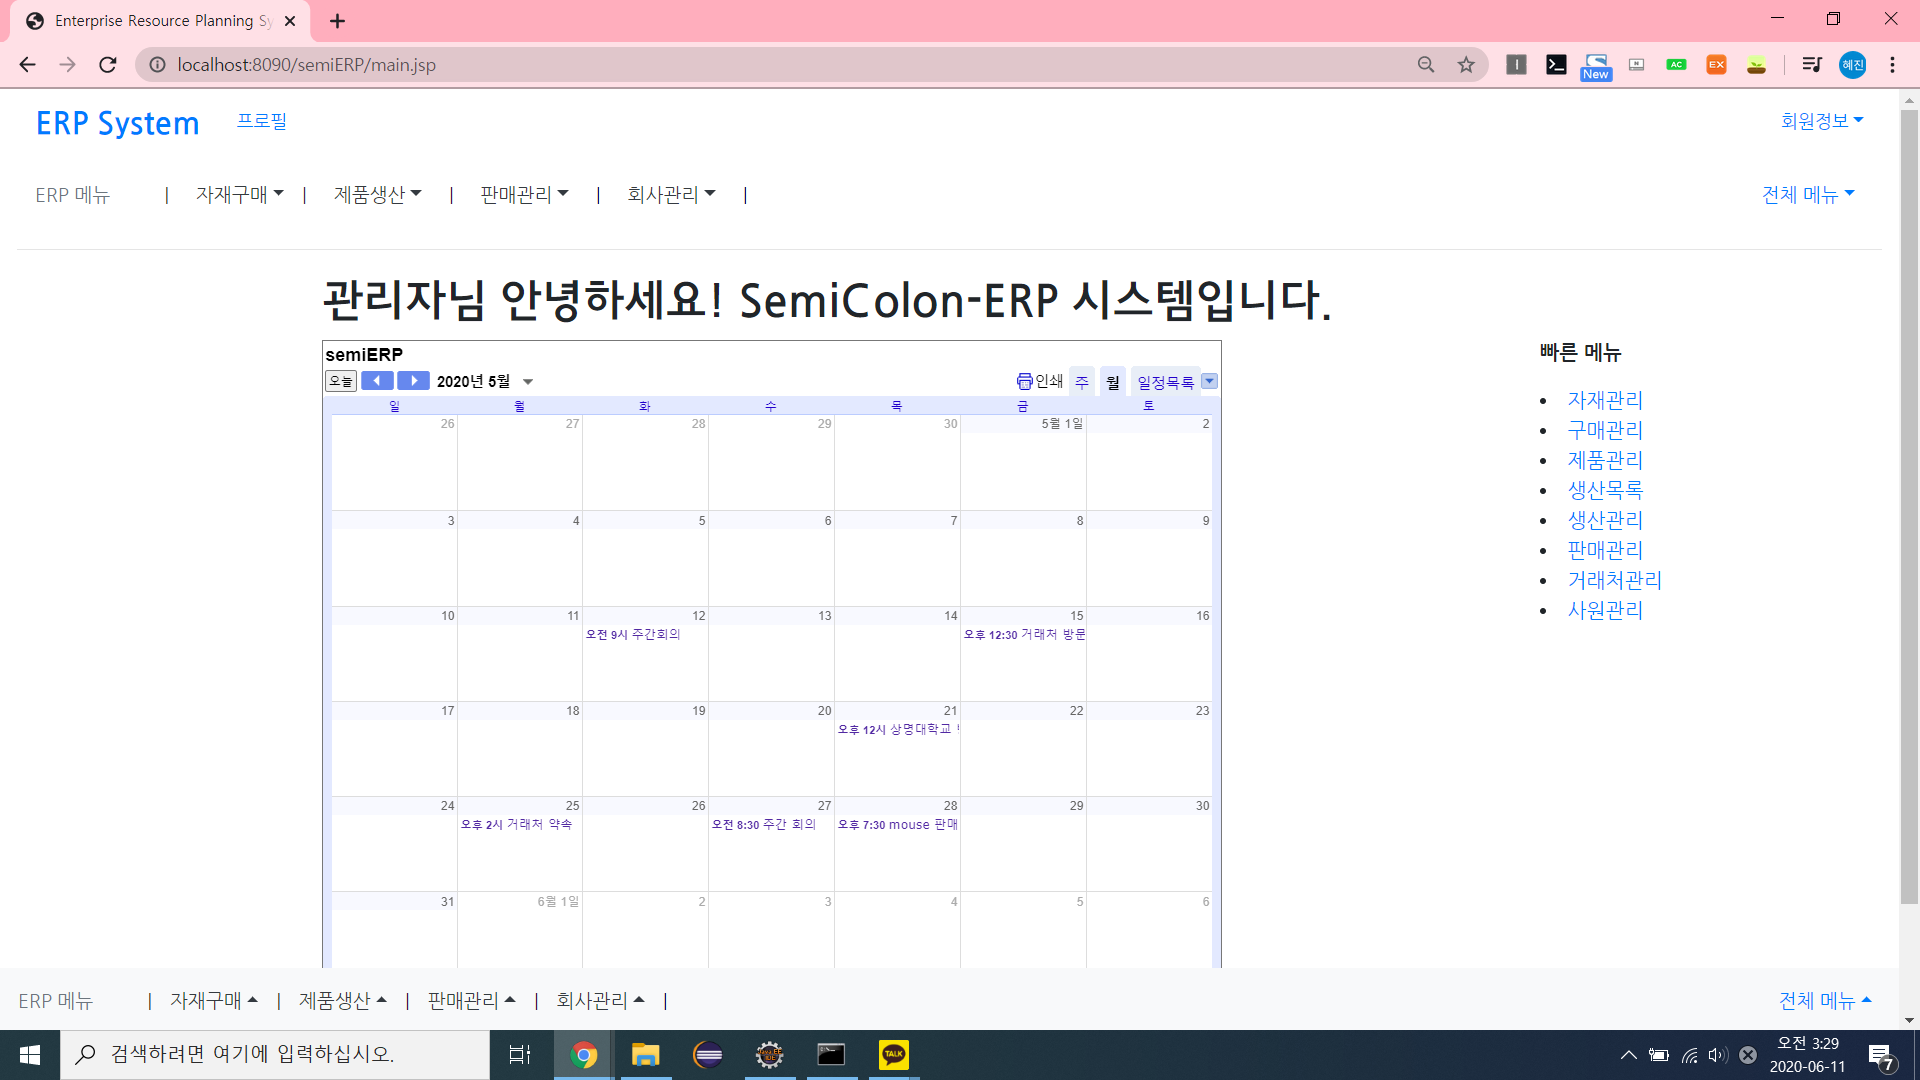 Enterprise Resource Planning Sy
localhost:8090/semiERP/main.jsp
New
AC
EX
혜진
ERP System 프로필 회원정보
ERP 메뉴 | 자재구매 | 제품생산 | 판매관리 | 회사관리 | 전체 메뉴
관리자님 안녕하세요! SemiColon-ERP 시스템입니다.
semiERP
오늘 2020년 5월 인쇄 주 월 일정목록
일 월 화 수 목 금 토
26 27 28 29 30 5월 1일 2
3 4 5 6 7 8 9
10 11 12 13 14 15 16
오전 9시 주간회의 오후 12:30 거래처 방문
17 18 19 20 21 22 23
오후 12시 상명대학교
24 25 26 27 28 29 30
오후 2시 거래처 약속 오전 8:30 주간 회의 오후 7:30 mouse 판매
31 6월 1일 2 3 4 5 6
빠른 메뉴
자재관리
구매관리
제품관리
생산목록
생산관리
판매관리
거래처관리
사원관리
ERP 메뉴 | 자재구매 | 제품생산 | 판매관리 | 회사관리 | 전체 메뉴
검색하려면 여기에 입력하십시오.
TALK
오전 3:29
2020-06-11
7